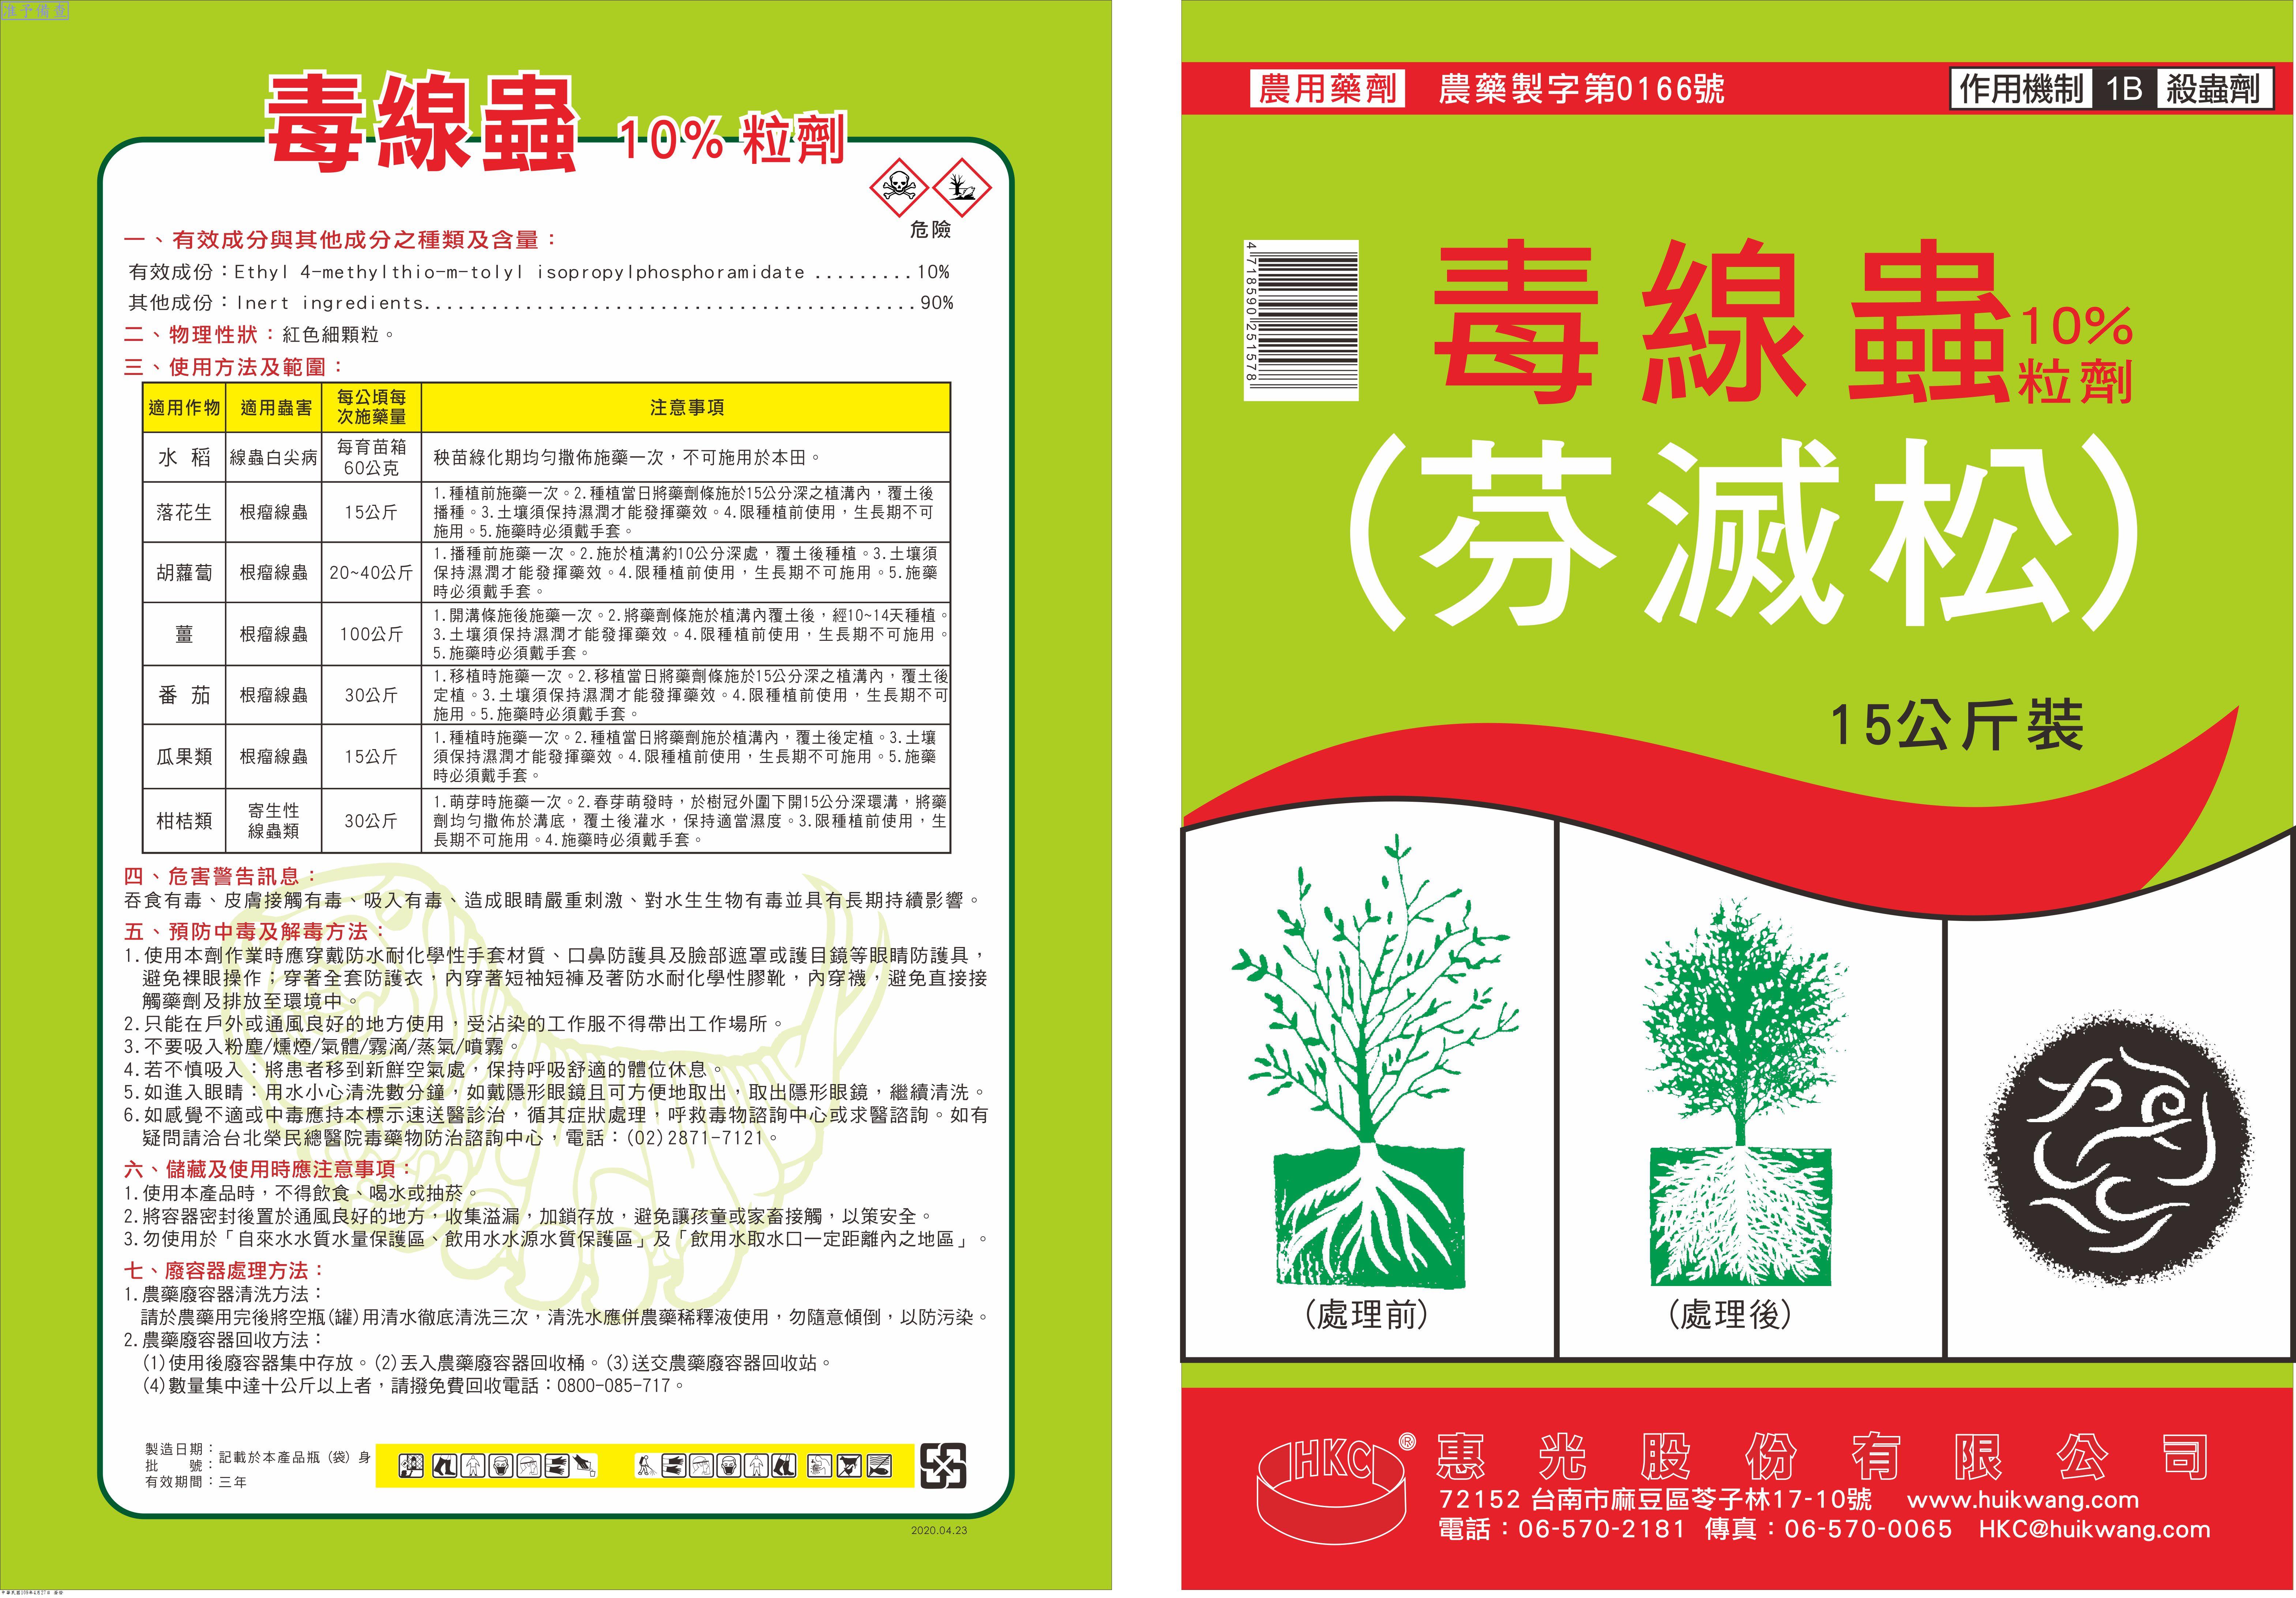 准予備查
毒線蟲 10% 粒劑
危險
一、有效成分與其他成分之種類及含量：
有效成份：Ethyl 4-methylthio-m-tolyl isopropylphosphoramidate ......... 10%
其他成份：Inert ingredients............................................. 90%
二、物理性狀：紅色細顆粒。
三、使用方法及範圍：
適用作物 適用蟲害 每公頃每次施藥量 注意事項
水 稻 線蟲白尖病 每育苗箱60公克 秧苗綠化期均勻撒佈施藥一次，不可施用於本田。
落花生 根瘤線蟲 15公斤 1.種植前施藥一次。2.種植當日將藥劑條施於15公分深之植溝內，覆土後
播種。3.土壤須保持濕潤才能發揮藥效。4.限種植前使用，生長期不可
施用。5.施藥時必須戴手套。
胡蘿蔔 根瘤線蟲 20~40公斤 1.播種前施藥一次。2.施於植溝約10公分深處，覆土後種植。3.土壤須
保持濕潤才能發揮藥效。4.限種植前使用，生長期不可施用。5.施藥
時必須戴手套。
薑 根瘤線蟲 100公斤 1.開溝條施後施藥一次。2.將藥劑條施於植溝內覆土後，經10~14天種植。
3.土壤須保持濕潤才能發揮藥效。4.限種植前使用，生長期不可施用。
5.施藥時必須戴手套。
番 茄 根瘤線蟲 30公斤 1.移植時施藥一次。2.移植當日將藥劑條施於15公分深之植溝內，覆土後
定植。3.土壤須保持濕潤才能發揮藥效。4.限種植前使用，生長期不可
施用。5.施藥時必須戴手套。
瓜果類 根瘤線蟲 15公斤 1.種植時施藥一次。2.種植當日將藥劑施於植溝內，覆土後定植。3.土壤
須保持濕潤才能發揮藥效。4.限種植前使用，生長期不可施用。5.施藥
時必須戴手套。
柑桔類 寄生性線蟲類 30公斤 1.萌芽時施藥一次。2.春芽萌發時，於樹冠外圍下開15公分深環溝，將藥
劑均勻撒佈於溝底，覆土後灌水，保持適當濕度。3.限種植前使用，生
長期不可施用。4.施藥時必須戴手套。
四、危害警告訊息：
吞食有毒、皮膚接觸有毒、吸入有毒、造成眼睛嚴重刺激、對水生生物有毒並具有長期持續影響。
五、預防中毒及解毒方法：
1.使用本劑作業時應穿戴防水耐化學性手套材質、口鼻防護具及臉部遮罩或護目鏡等眼睛防護具，
避免裸眼操作；穿著全套防護衣，內穿著短袖短褲及著防水耐化學性膠靴，內穿襪，避免直接接
觸藥劑及排放至環境中。
2.只能在戶外或通風良好的地方使用，受沾染的工作服不得帶出工作場所。
3.不要吸入粉塵/燻煙/氣體/霧滴/蒸氣/噴霧。
4.若不慎吸入：將患者移到新鮮空氣處，保持呼吸舒適的體位休息。
5.如進入眼睛：用水小心清洗數分鐘，如戴隱形眼鏡且可方便地取出，取出隱形眼鏡，繼續清洗。
6.如感覺不適或中毒應持本標示速送醫診治，循其症狀處理，呼救毒物諮詢中心或求醫諮詢。如有
疑問請洽台北榮民總醫院毒藥物防治諮詢中心，電話：(02)2871-7121。
六、儲藏及使用時應注意事項：
1.使用本產品時，不得飲食、喝水或抽菸。
2.將容器密封後置於通風良好的地方，收集溢漏，加鎖存放，避免讓孩童或家畜接觸，以策安全。
3.勿使用於「自來水水質水量保護區、飲用水水源水質保護區」及「飲用水取水口一定距離內之地區」。
七、廢容器處理方法：
1.農藥廢容器清洗方法：
請於農藥用完後將空瓶(罐)用清水徹底清洗三次，清洗水應併農藥稀釋液使用，勿隨意傾倒，以防污染。
2.農藥廢容器回收方法：
(1)使用後廢容器集中存放。(2)丟入農藥廢容器回收桶。(3)送交農藥廢容器回收站。
(4)數量集中達十公斤以上者，請撥免費回收電話：0800-085-717。
製造日期：
批 號：記載於本產品瓶（袋）身
有效期間：三年
2020.04.23
農用藥劑 農藥製字第0166號 作用機制 1B 殺蟲劑
4 718590 251578
毒線蟲10%
粒劑
(芬滅松)
15公斤裝
(處理前) (處理後)
HKC® 惠光股份有限公司
72152 台南市麻豆區苓子林17-10號 www.huikwang.com
電話：06-570-2181 傳真：06-570-0065 HKC@huikwang.com